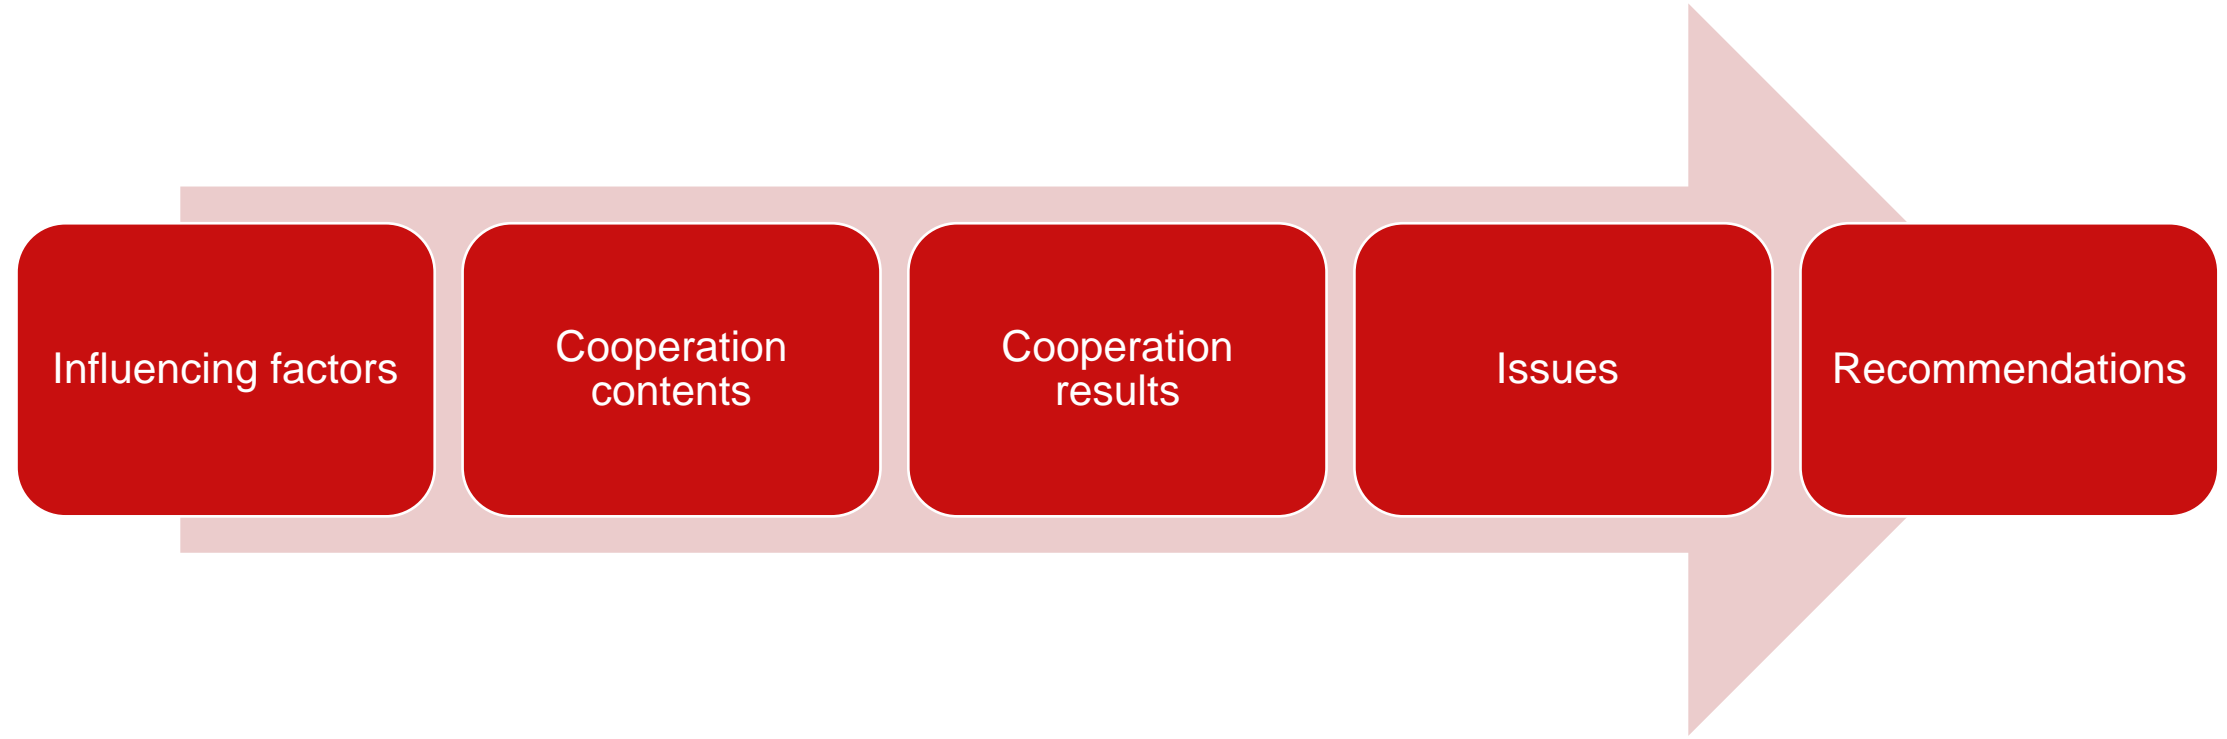 Influencing factors
Cooperation
contents
Cooperation
results
Issues
Recommendations